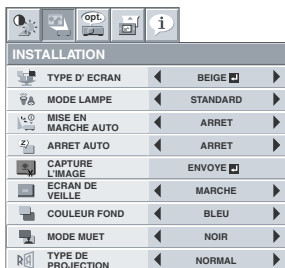 opt.
i
INSTALLATION
TYPE D' ECRAN BEIGE
MODE LAMPE STANDARD
MISE EN
MARCHE AUTO ARRET
ARRET AUTO ARRET
CAPTURE
L'IMAGE ENVOYE
ECRAN DE
VEILLE MARCHE
COULEUR FOND BLEU
MODE MUET NOIR
TYPE DE
PROJECTION NORMAL